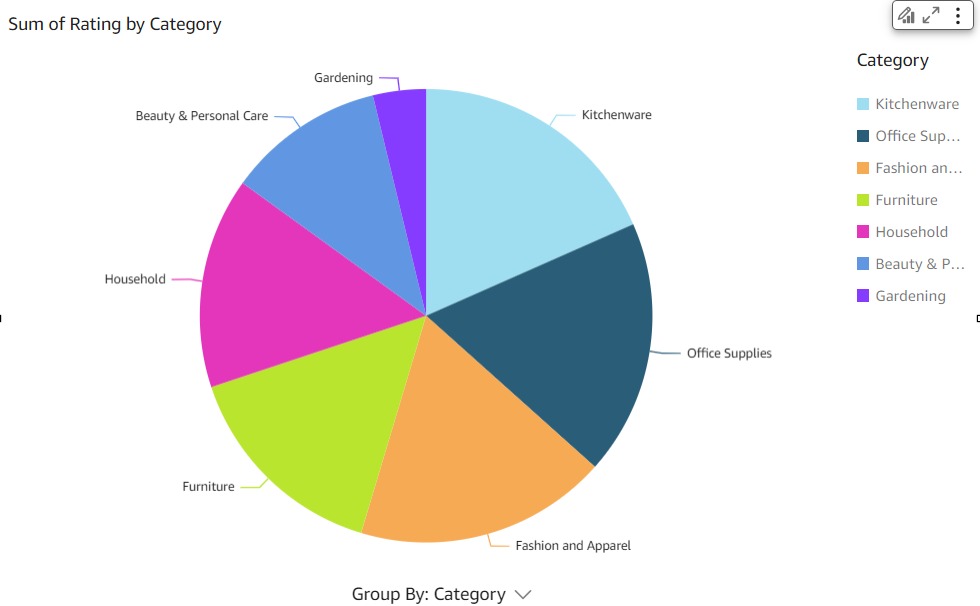 Sum of Rating by Category
Category
Kitchenware
Office Sup...
Fashion an...
Furniture
Household
Beauty & P...
Gardening
Gardening
Beauty & Personal Care
Kitchenware
Household
Office Supplies
Furniture
Fashion and Apparel
Group By: Category